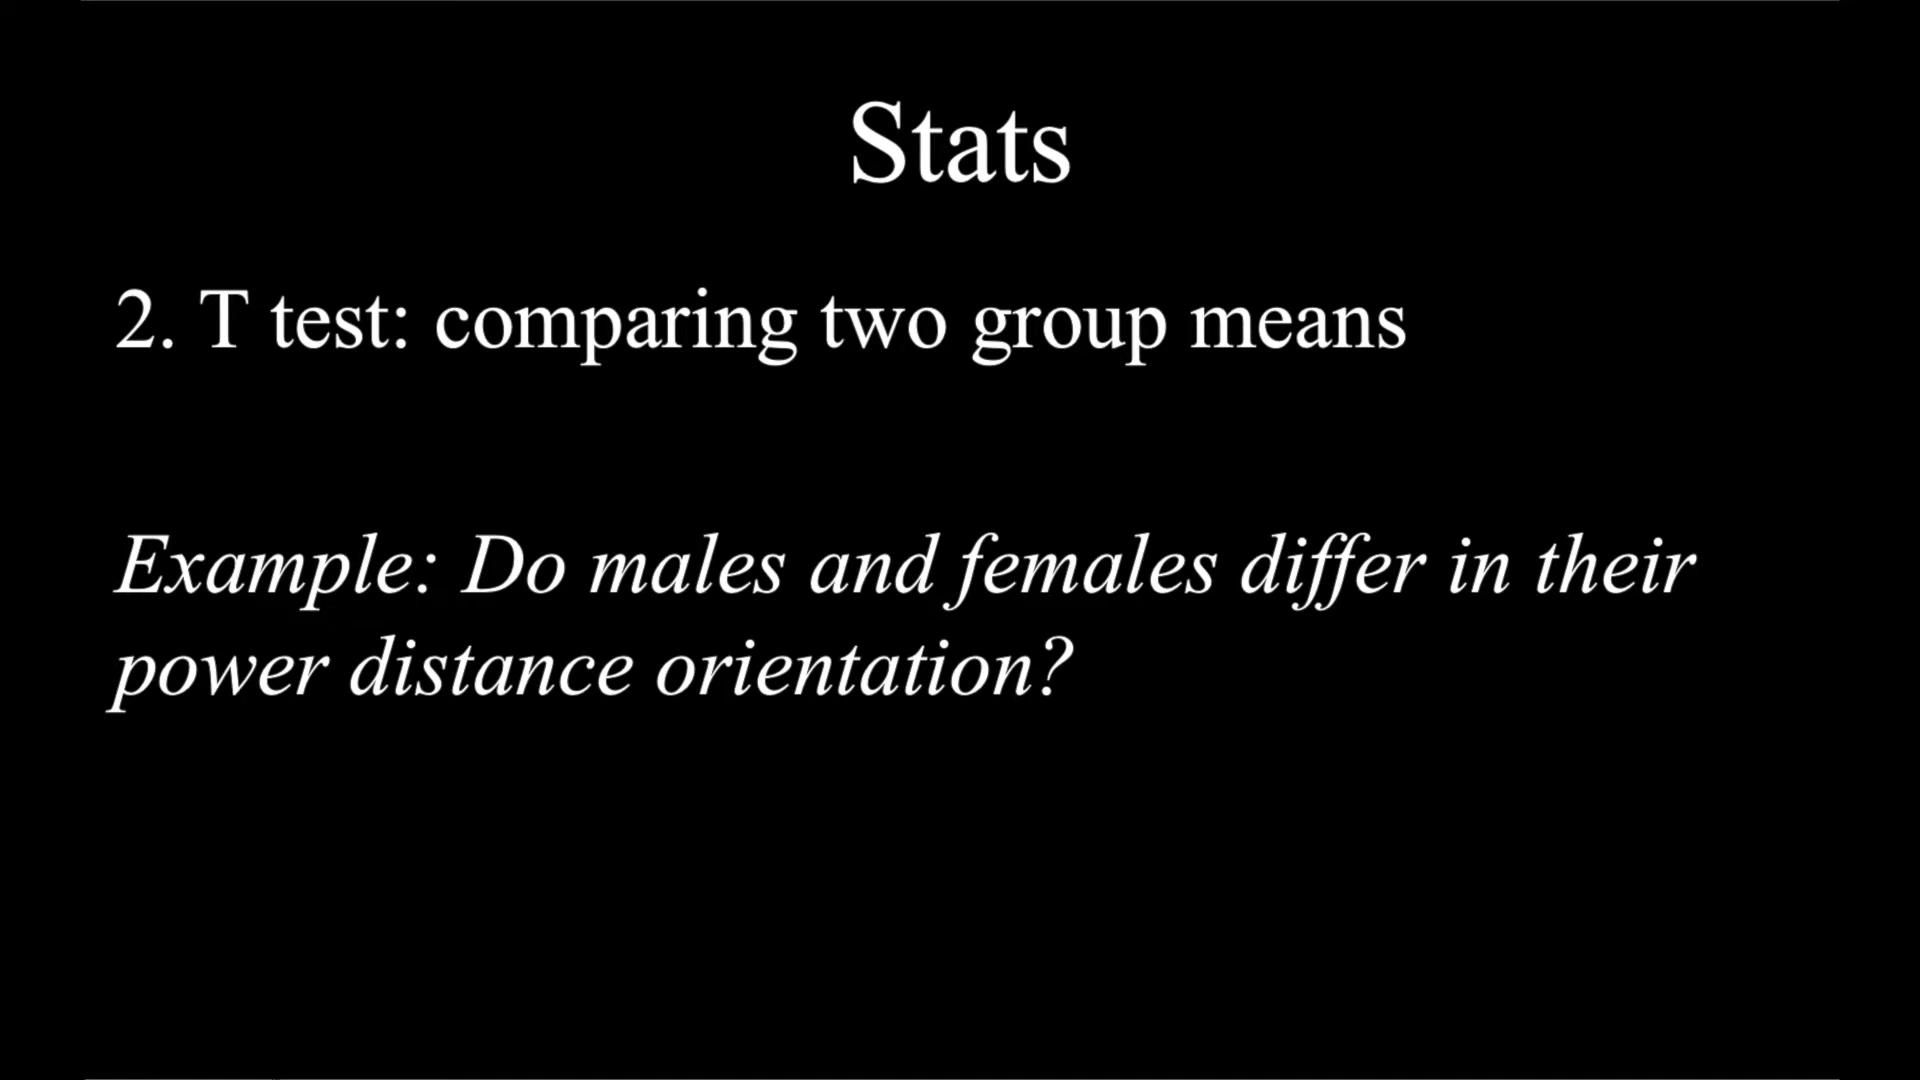 Stats
2. T test: comparing two group means
Example: Do males and females differ in their
power distance orientation?